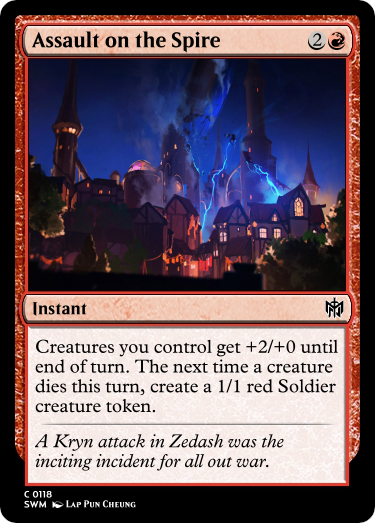 Assault on the Spire 2
Instant
Creatures you control get +2/+0 until
end of turn. The next time a creature
dies this turn, create a 1/1 red Soldier
creature token.
A Kryn attack in Zedash was the
inciting incident for all out war.
C 0118
SWM Lap Pun Cheung